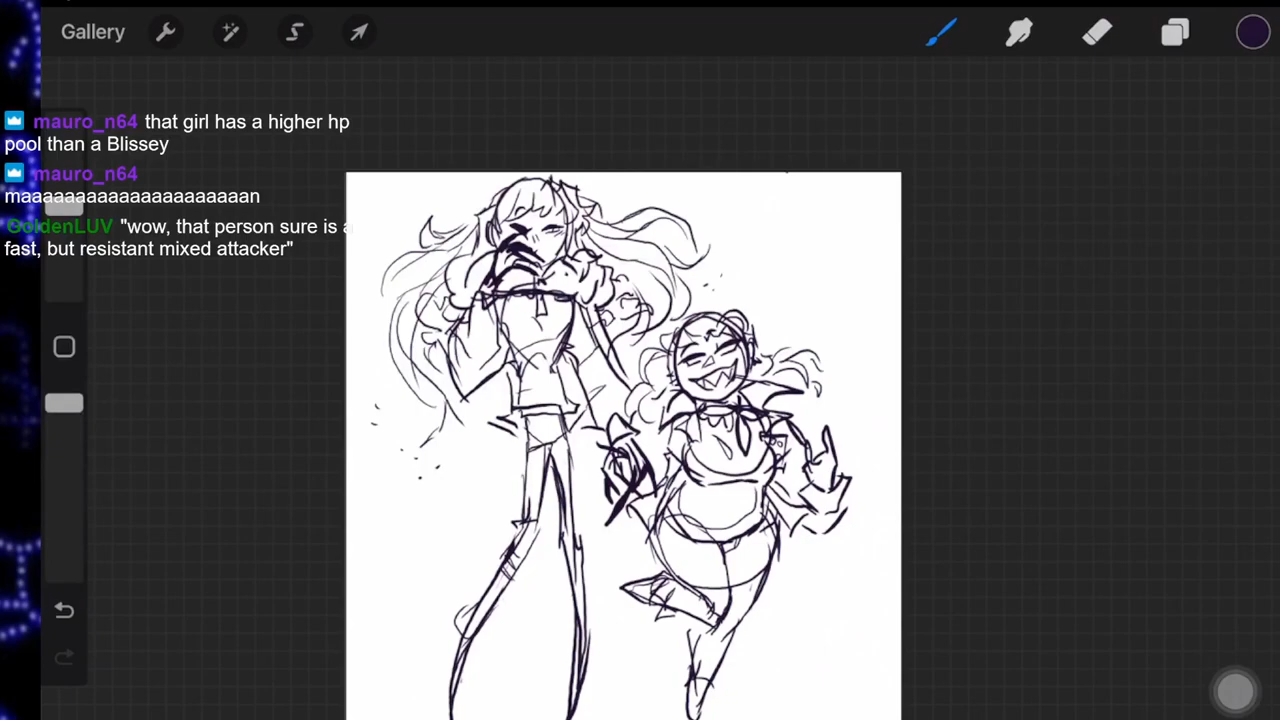 Gallery
mauro_n64 that girl has a higher hp
pool than a Blissey
mauro_n64
maaaaaaaaaaaaaaaaaaaaan
GoldenLUV "wow, that person sure is a
fast, but resistant mixed attacker"